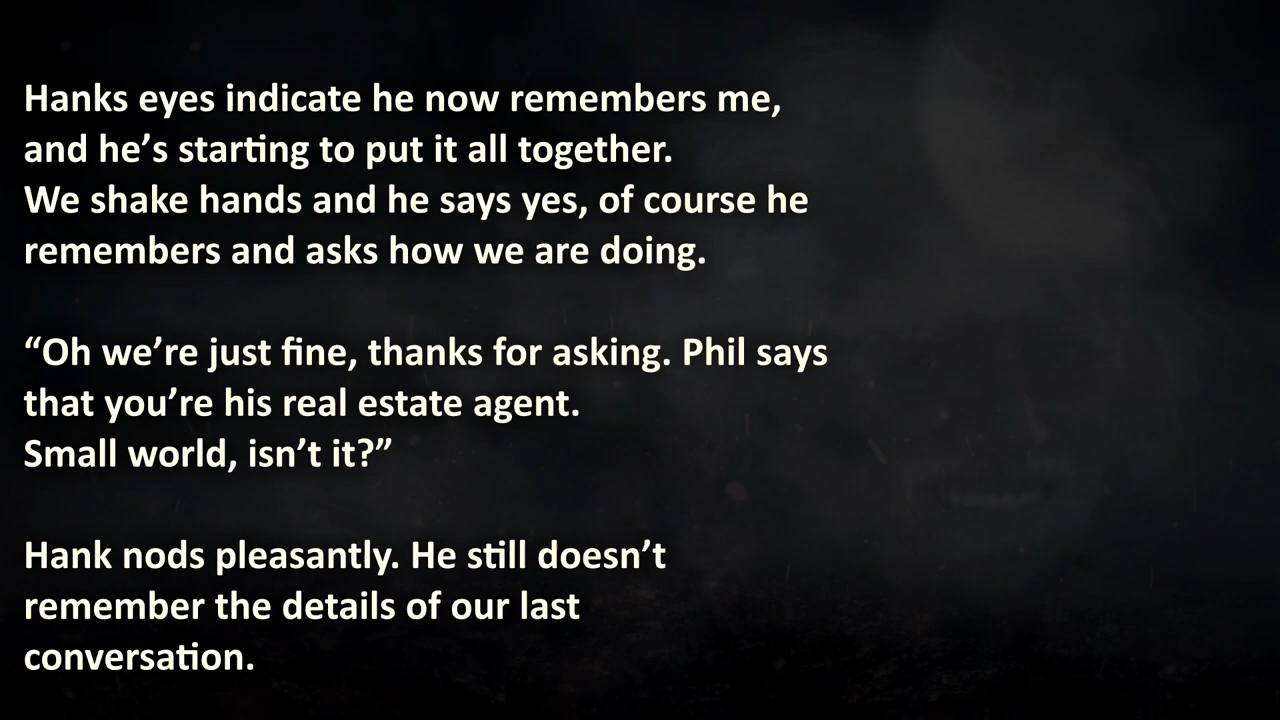 Hanks eyes indicate he now remembers me,
and he’s starting to put it all together.
We shake hands and he says yes, of course he
remembers and asks how we are doing.
“Oh we’re just fine, thanks for asking. Phil says
that you’re his real estate agent.
Small world, isn’t it?”
Hank nods pleasantly. He still doesn’t
remember the details of our last
conversation.